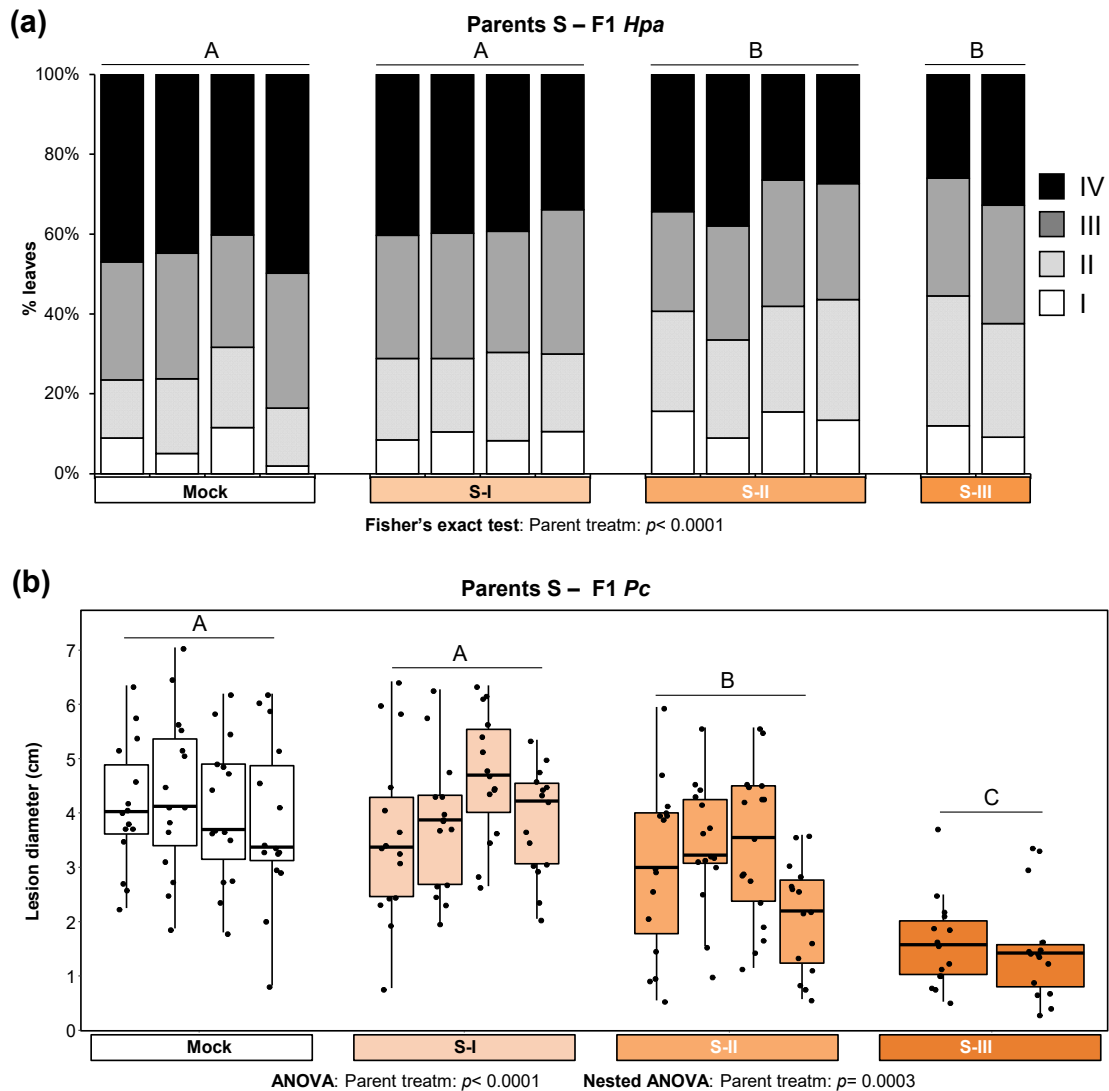 (a)
Parents S – F1 Hpa
A A B B
100%
80%
60%
40%
20%
0%
% leaves
IV
III
II
I
Mock S-I S-II S-III
Fisher's exact test: Parent treatm: p< 0.0001
(b)
Parents S – F1 Pc
A
A
B
C
7
6
5
4
3
2
1
0
Lesion diameter (cm)
Mock S-I S-II S-III
ANOVA: Parent treatm: p< 0.0001 Nested ANOVA: Parent treatm: p= 0.0003